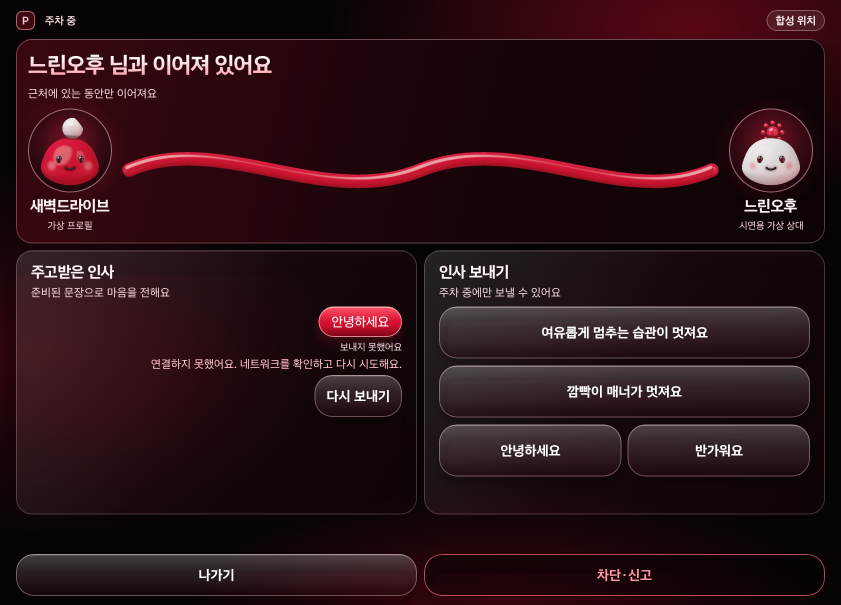 P 주차 중
합성 위치
느린오후 님과 이어져 있어요
근처에 있는 동안만 이어져요
새벽드라이브
가상 프로필
느린오후
시연용 가상 상대
주고받은 인사
준비된 문장으로 마음을 전해요
안녕하세요
보내지 못했어요
연결하지 못했어요. 네트워크를 확인하고 다시 시도해요.
다시 보내기
인사 보내기
주차 중에만 보낼 수 있어요
여유롭게 멈추는 습관이 멋져요
깜빡이 매너가 멋져요
안녕하세요
반가워요
나가기
차단·신고